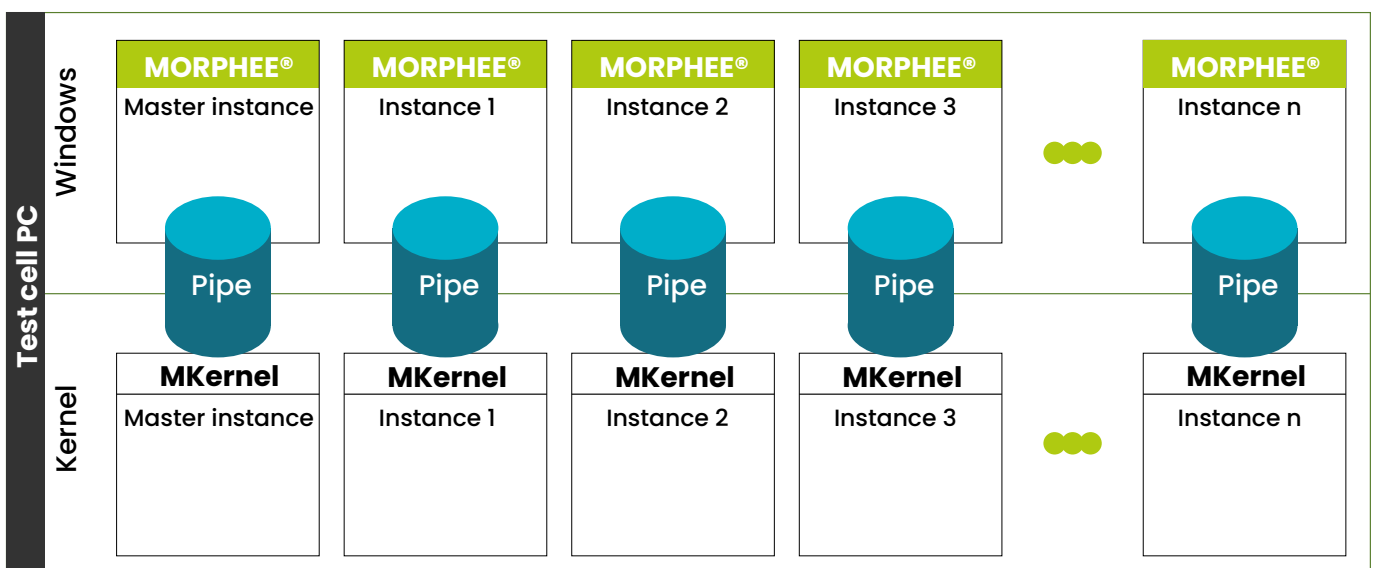 Test cell PC
Windows
MORPHEE® MORPHEE® MORPHEE® MORPHEE® MORPHEE®
Master instance Instance 1 Instance 2 Instance 3 Instance n
Pipe Pipe Pipe Pipe Pipe
Kernel
MKernel MKernel MKernel MKernel MKernel
Master instance Instance 1 Instance 2 Instance 3 Instance n